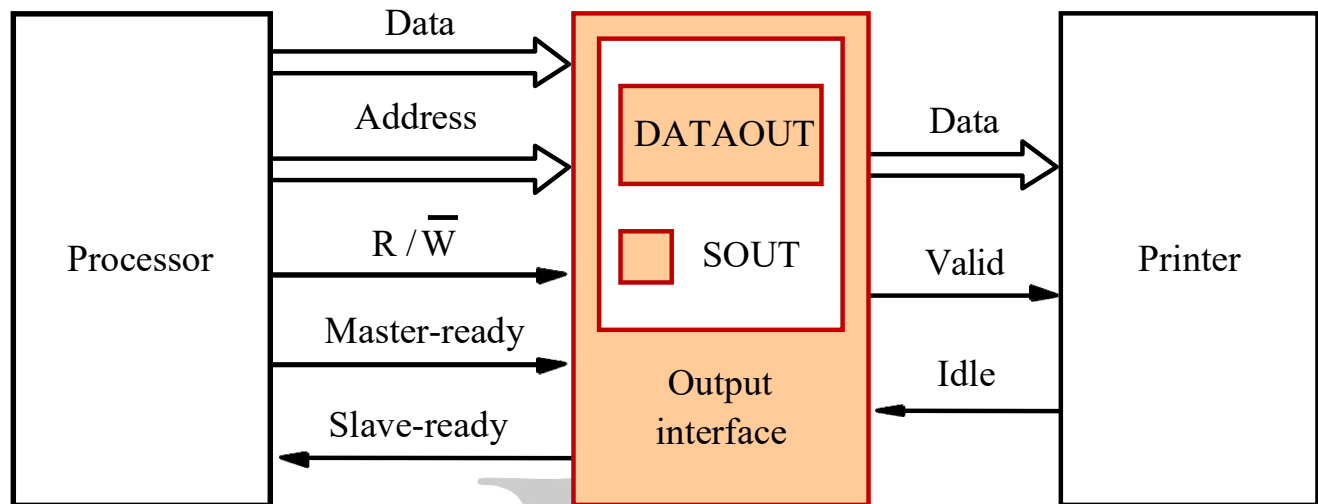 Data
Address
R / W̅
Master-ready
Slave-ready
Processor
DATAOUT
SOUT
Output
interface
Data
Valid
Idle
Printer